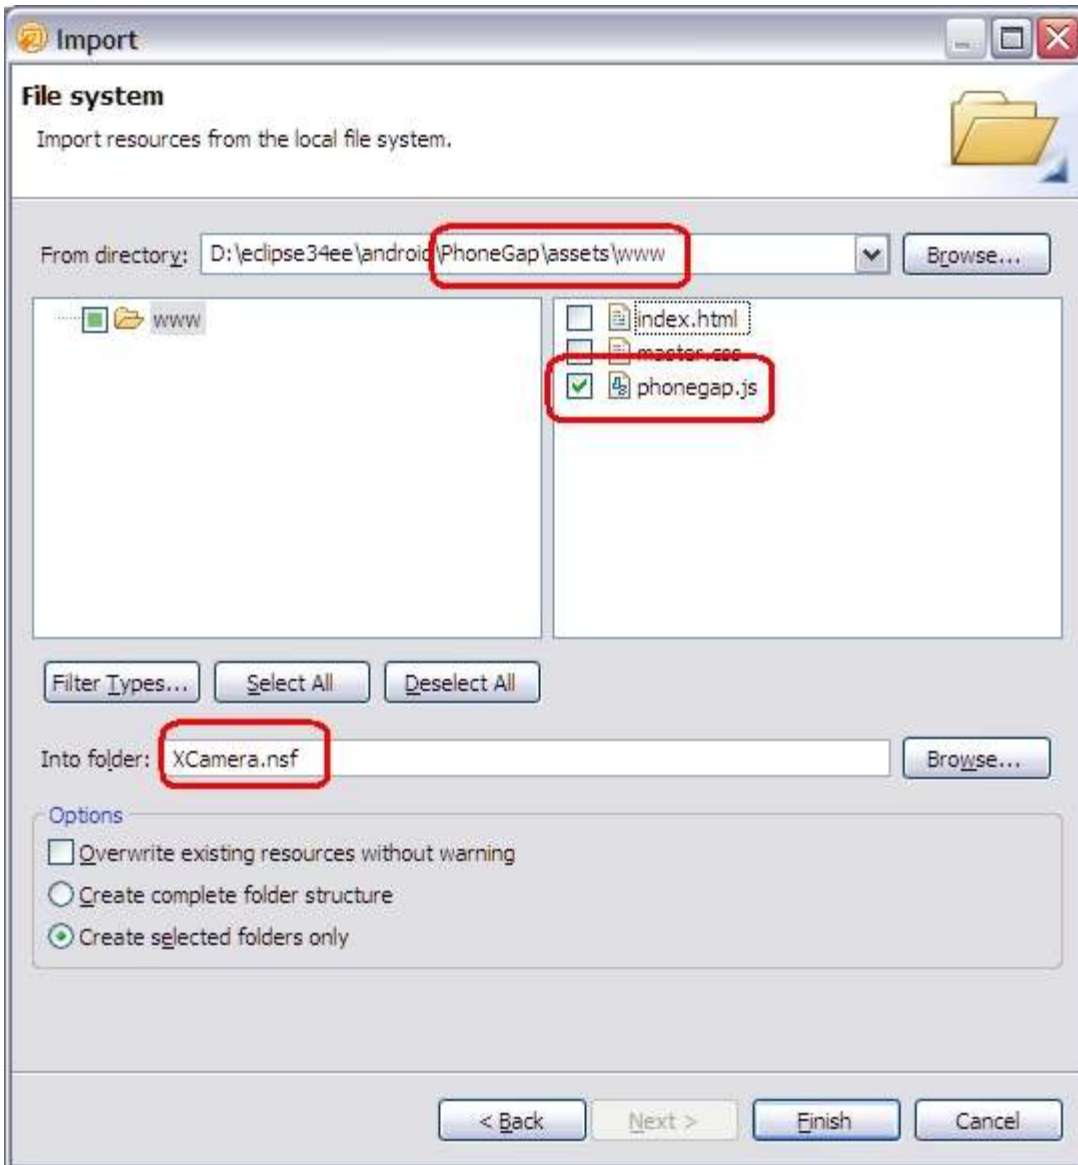 Import
File system
Import resources from the local file system.
From directory: D:\eclipse34ee\android\PhoneGap\assets\www Browse...
www
index.html
master.css
phonegap.js
Filter Types... Select All Deselect All
Into folder: XCamera.nsf Browse...
Options
Overwrite existing resources without warning
Create complete folder structure
Create selected folders only
< Back Next > Finish Cancel